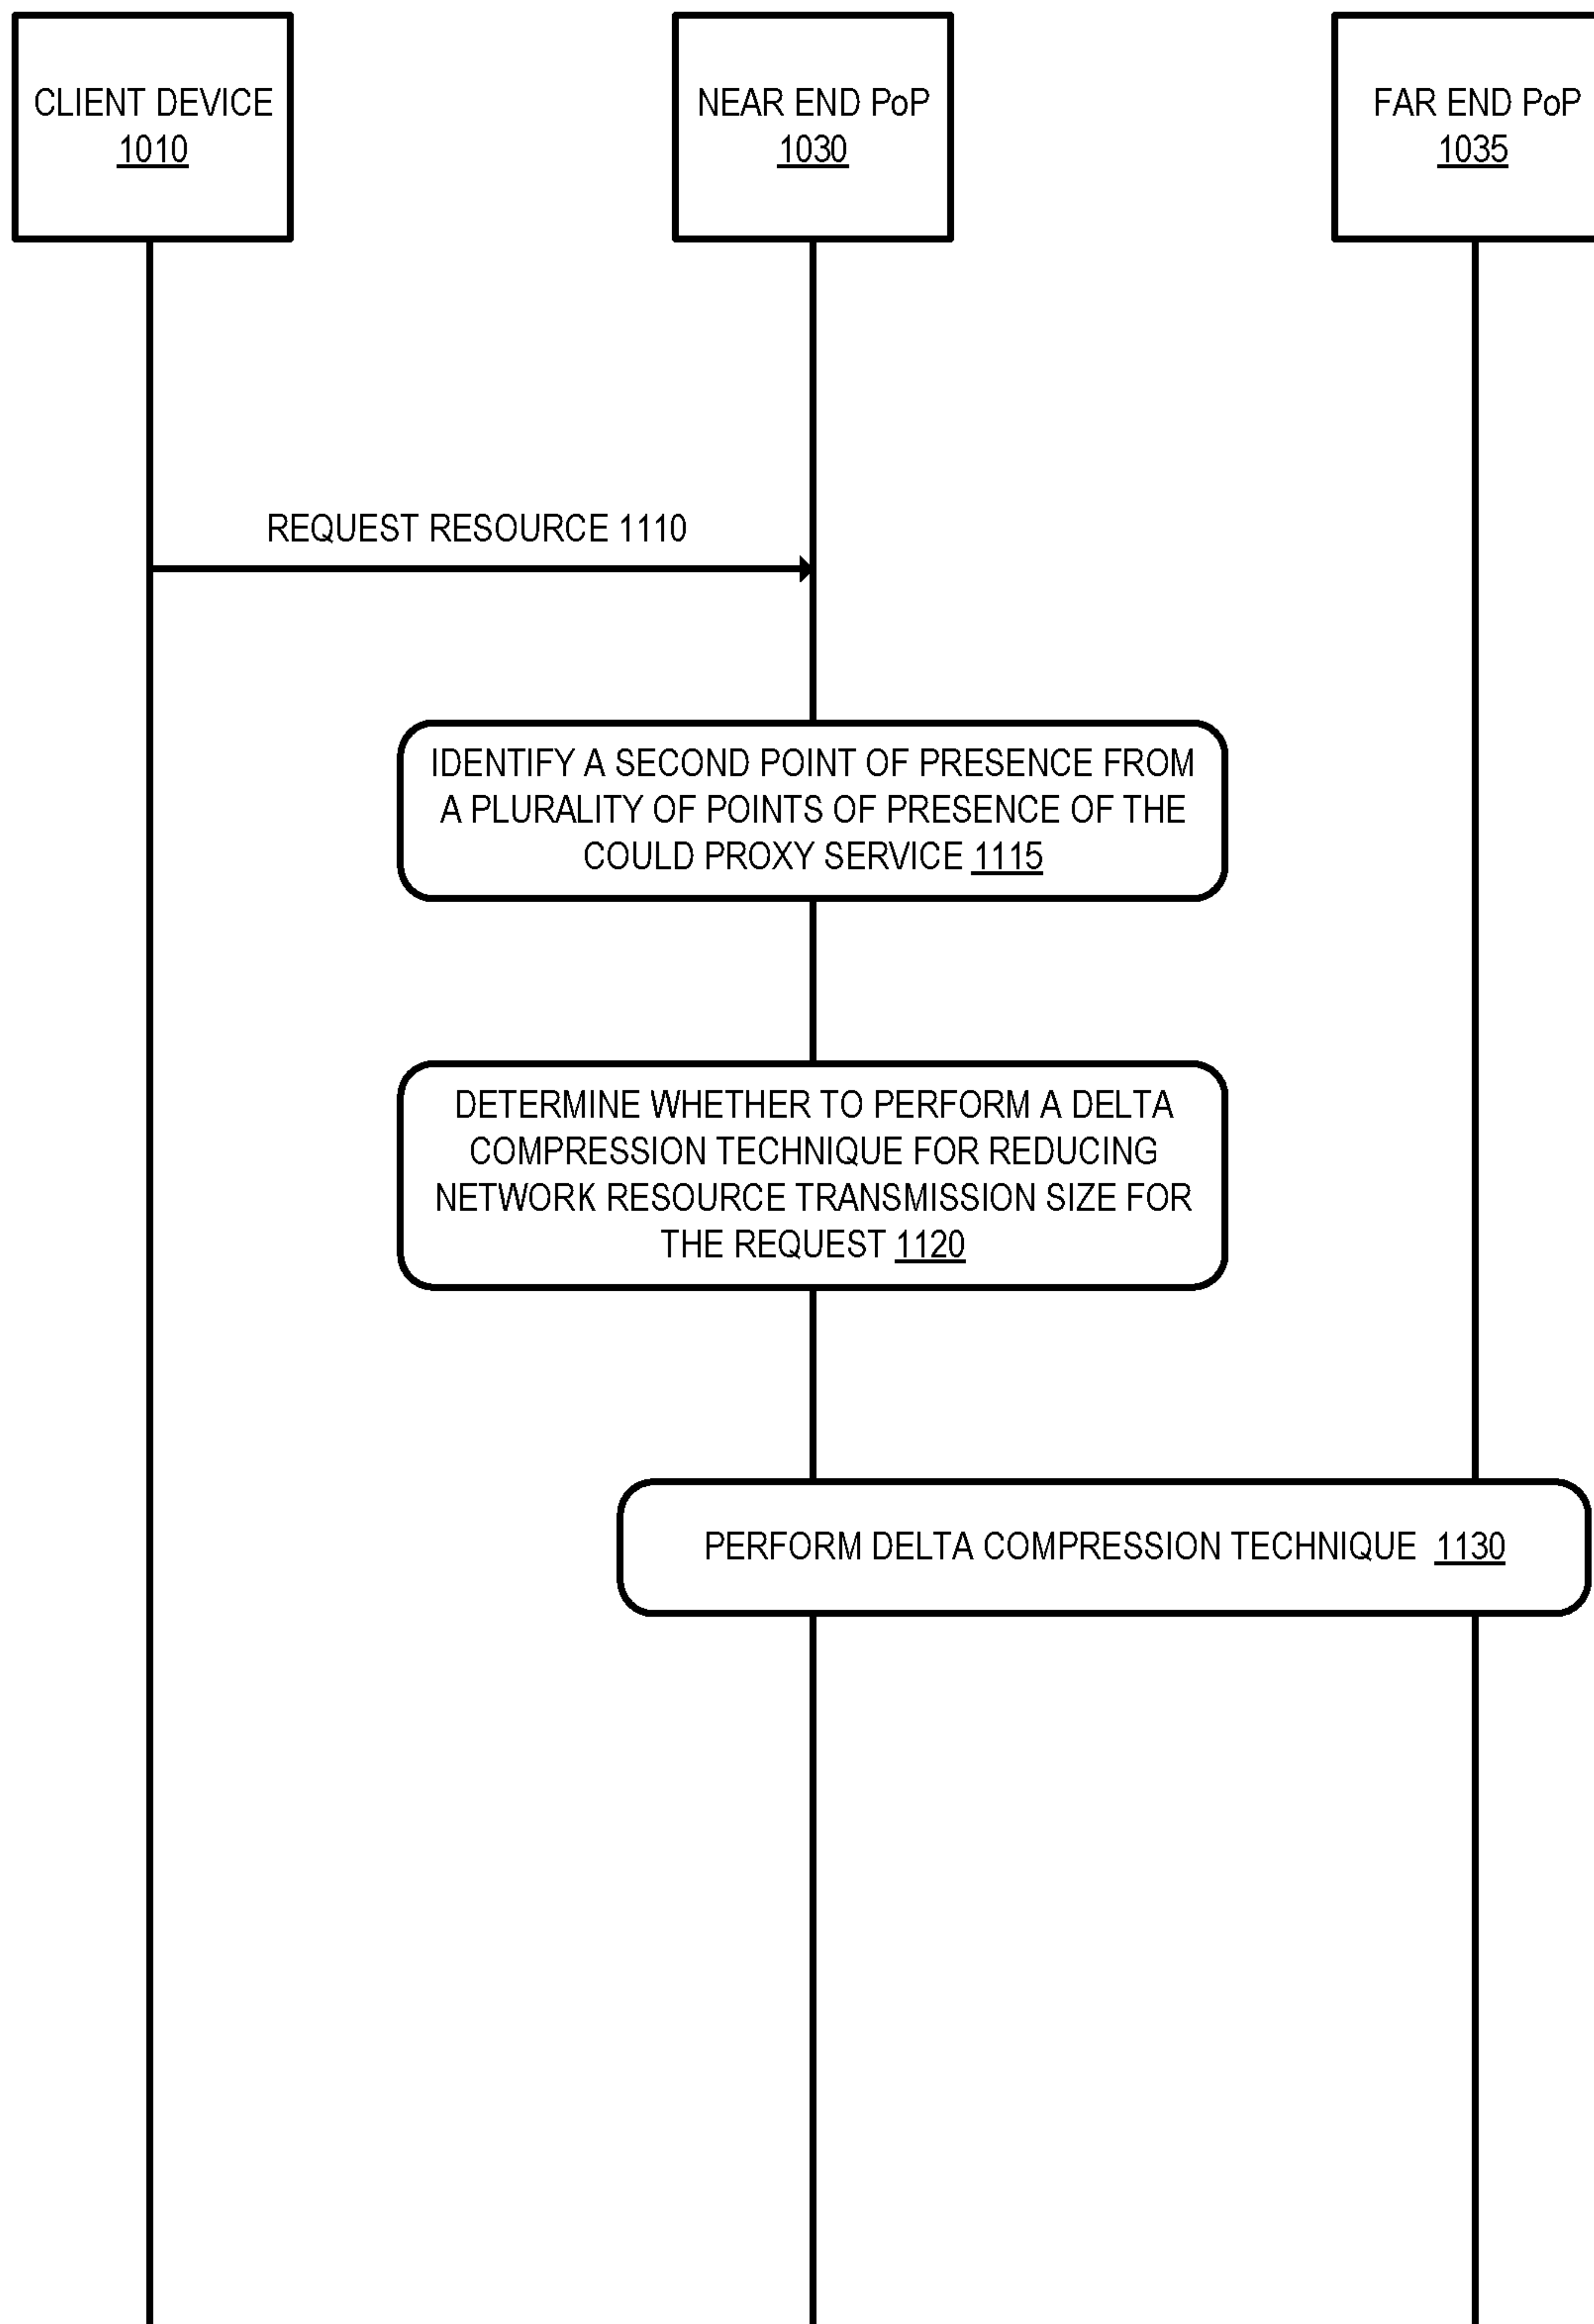 CLIENT DEVICE
1010
NEAR END PoP
1030
FAR END PoP
1035
REQUEST RESOURCE 1110
IDENTIFY A SECOND POINT OF PRESENCE FROM
A PLURALITY OF POINTS OF PRESENCE OF THE
COULD PROXY SERVICE 1115
DETERMINE WHETHER TO PERFORM A DELTA
COMPRESSION TECHNIQUE FOR REDUCING
NETWORK RESOURCE TRANSMISSION SIZE FOR
THE REQUEST 1120
PERFORM DELTA COMPRESSION TECHNIQUE 1130